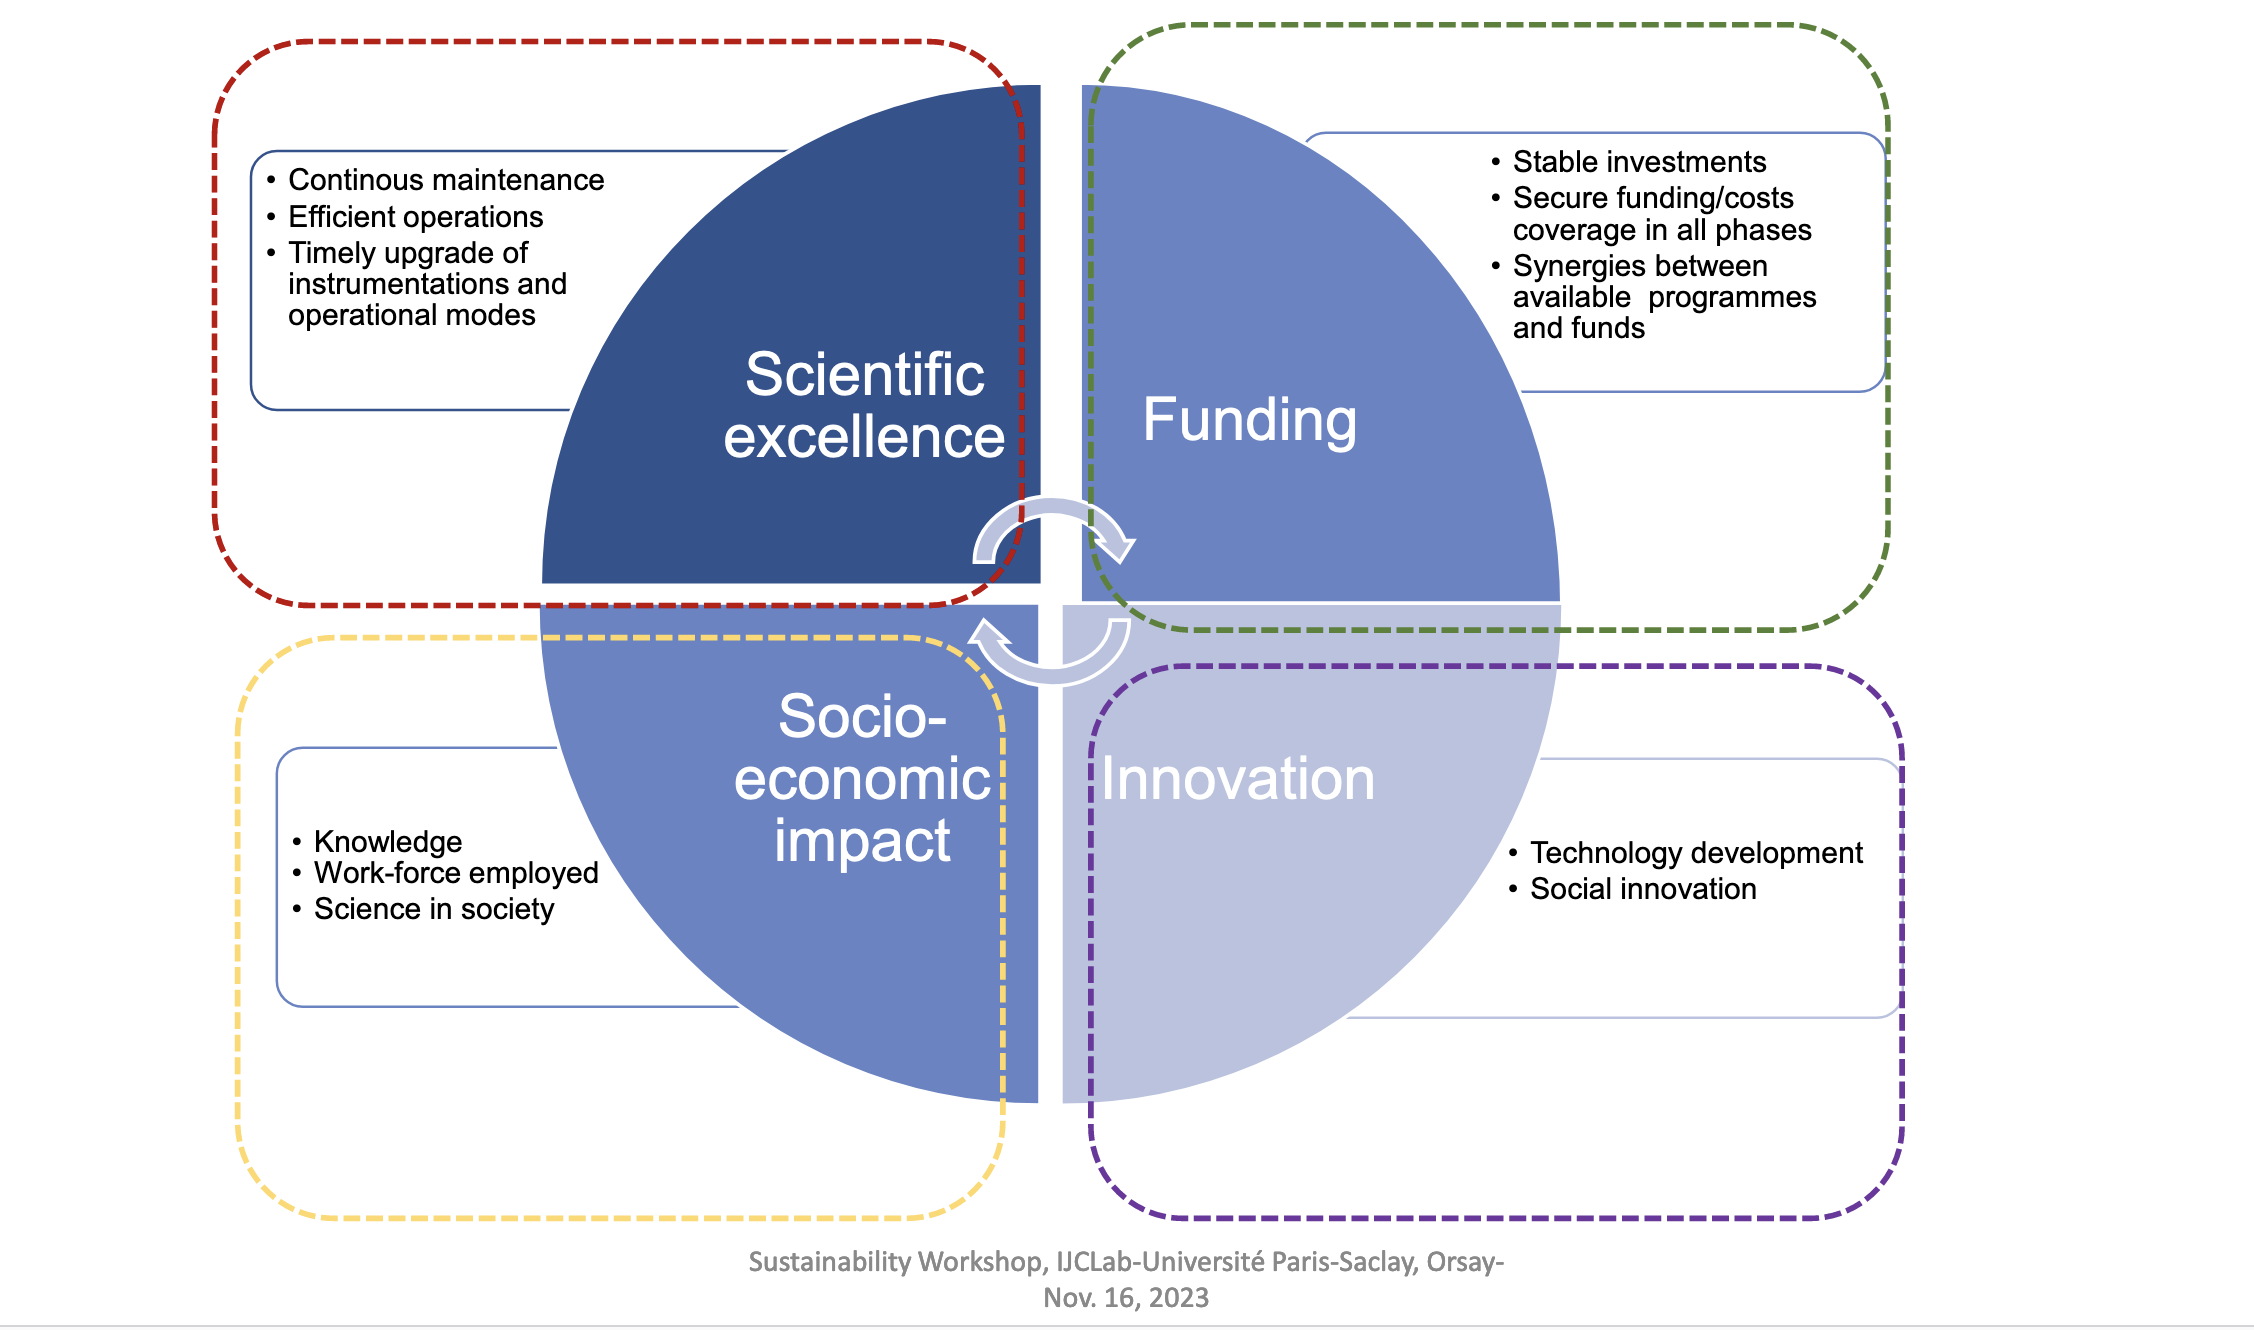 • Continous maintenance
• Efficient operations
• Timely upgrade of
instrumentations and
operational modes
Scientific
excellence
• Stable investments
• Secure funding/costs
coverage in all phases
• Synergies between
available  programmes
and funds
Funding
• Knowledge
• Work-force employed
• Science in society
Socio-
economic
impact
Innovation
• Technology development
• Social innovation
Sustainability Workshop, IJCLab-Université Paris-Saclay, Orsay-
Nov. 16, 2023